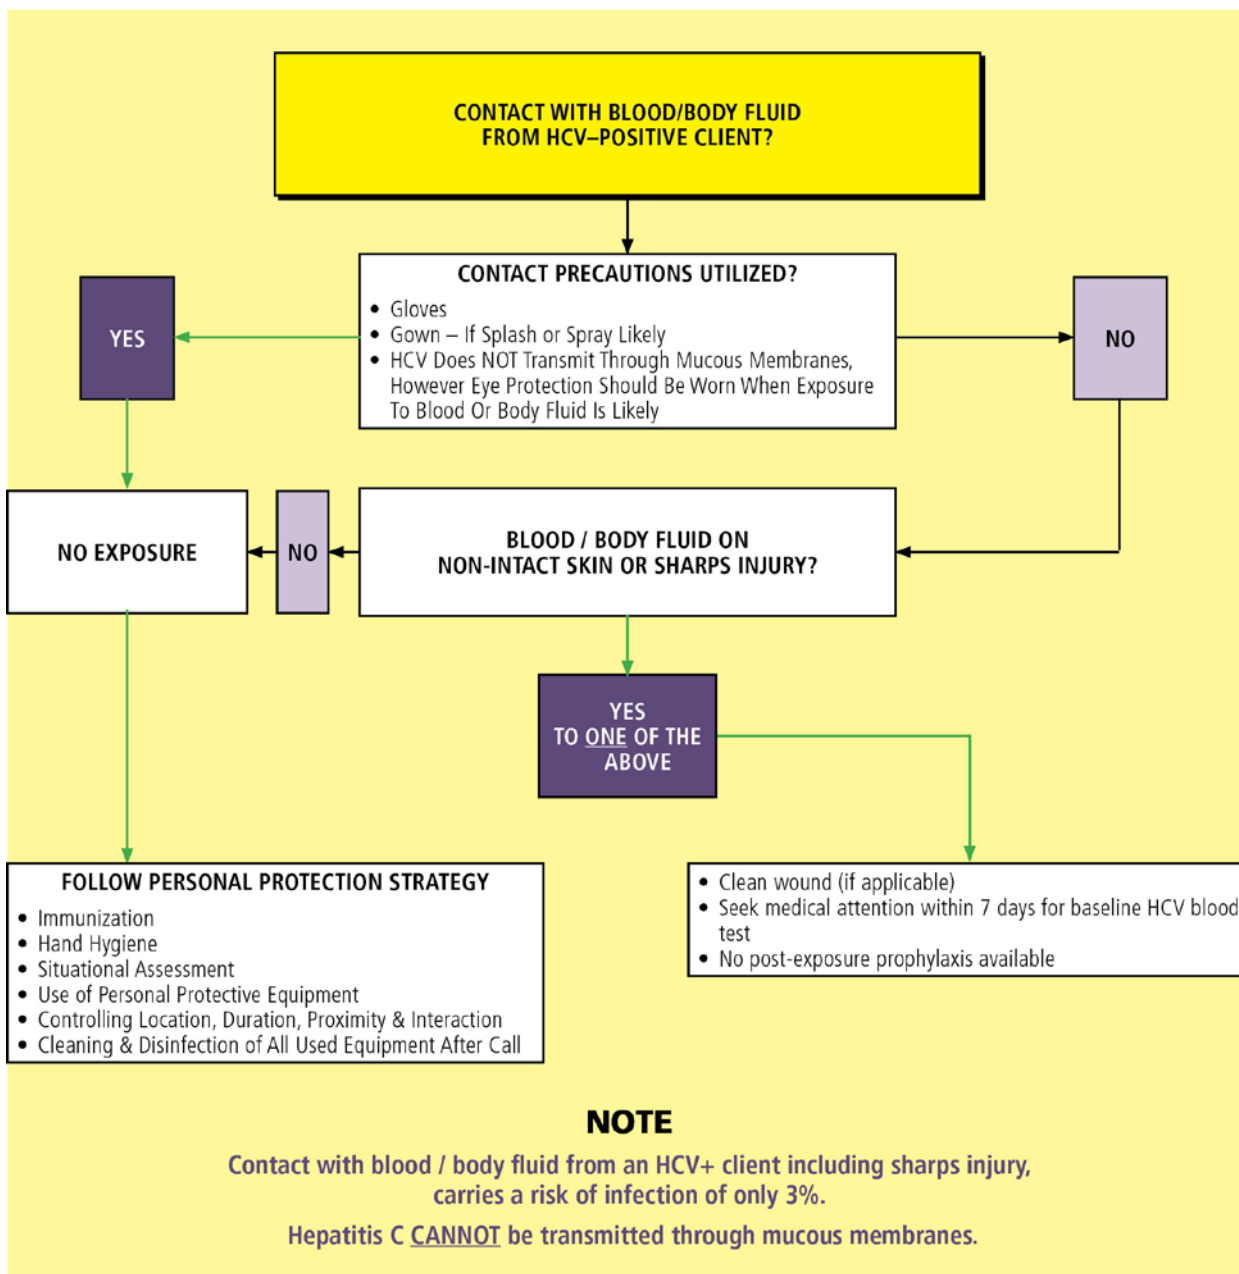 CONTACT WITH BLOOD/BODY FLUID
FROM HCV–POSITIVE CLIENT?
CONTACT PRECAUTIONS UTILIZED?
• Gloves
• Gown – If Splash or Spray Likely
• HCV Does NOT Transmit Through Mucous Membranes,
However Eye Protection Should Be Worn When Exposure
To Blood Or Body Fluid Is Likely
YES
NO
NO EXPOSURE
NO
BLOOD / BODY FLUID ON
NON-INTACT SKIN OR SHARPS INJURY?
YES
TO ONE OF THE
ABOVE
FOLLOW PERSONAL PROTECTION STRATEGY
• Immunization
• Hand Hygiene
• Situational Assessment
• Use of Personal Protective Equipment
• Controlling Location, Duration, Proximity & Interaction
• Cleaning & Disinfection of All Used Equipment After Call
• Clean wound (if applicable)
• Seek medical attention within 7 days for baseline HCV blood
test
• No post-exposure prophylaxis available
NOTE
Contact with blood / body fluid from an HCV+ client including sharps injury,
carries a risk of infection of only 3%.
Hepatitis C CANNOT be transmitted through mucous membranes.